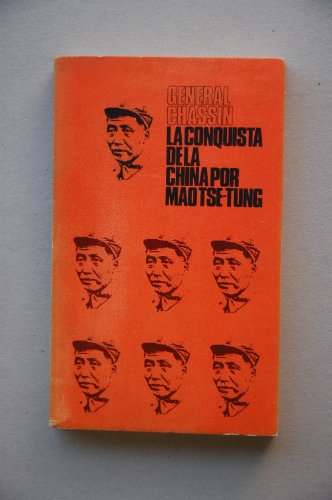 GENERAL
CHASSIN
LA CONQUISTA
DE LA
CHINA POR
MAO TSE-TUNG